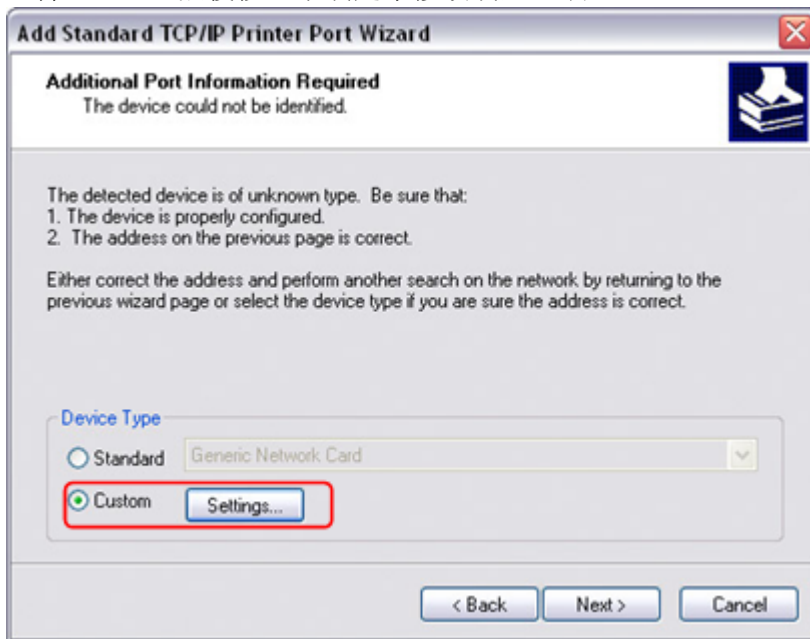 Add Standard TCP/IP Printer Port Wizard
Additional Port Information Required
The device could not be identified.
The detected device is of unknown type. Be sure that:
1. The device is properly configured.
2. The address on the previous page is correct.
Either correct the address and perform another search on the network by returning to the
previous wizard page or select the device type if you are sure the address is correct.
Device Type
Standard
Generic Network Card
Custom
Settings...
< Back
Next >
Cancel